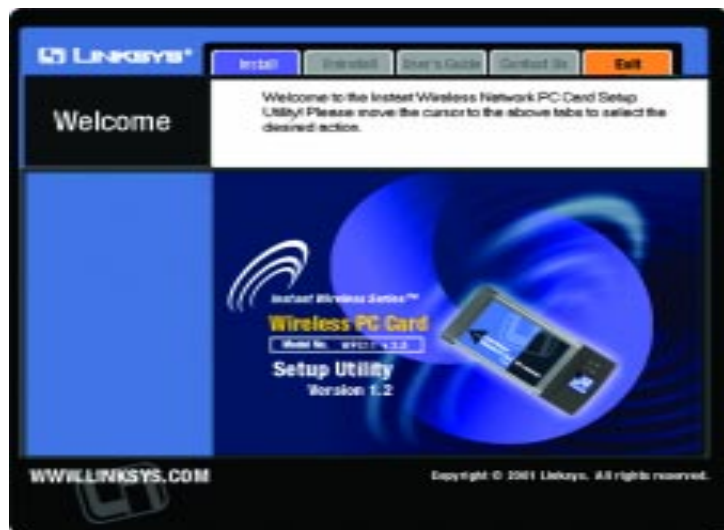 LINKSYS®
Install
Uninstall
User's Guide
Contact Us
Exit
Welcome
Welcome to the Instant Wireless Network PC Card Setup
Utility! Please move the cursor to the above tabs to select the
desired action.
Instant Wireless Series™
Wireless PC Card
Model No.
Setup Utility
Version 1.2
WWW.LINKSYS.COM
Copyright © 2001 Linksys, All rights reserved.